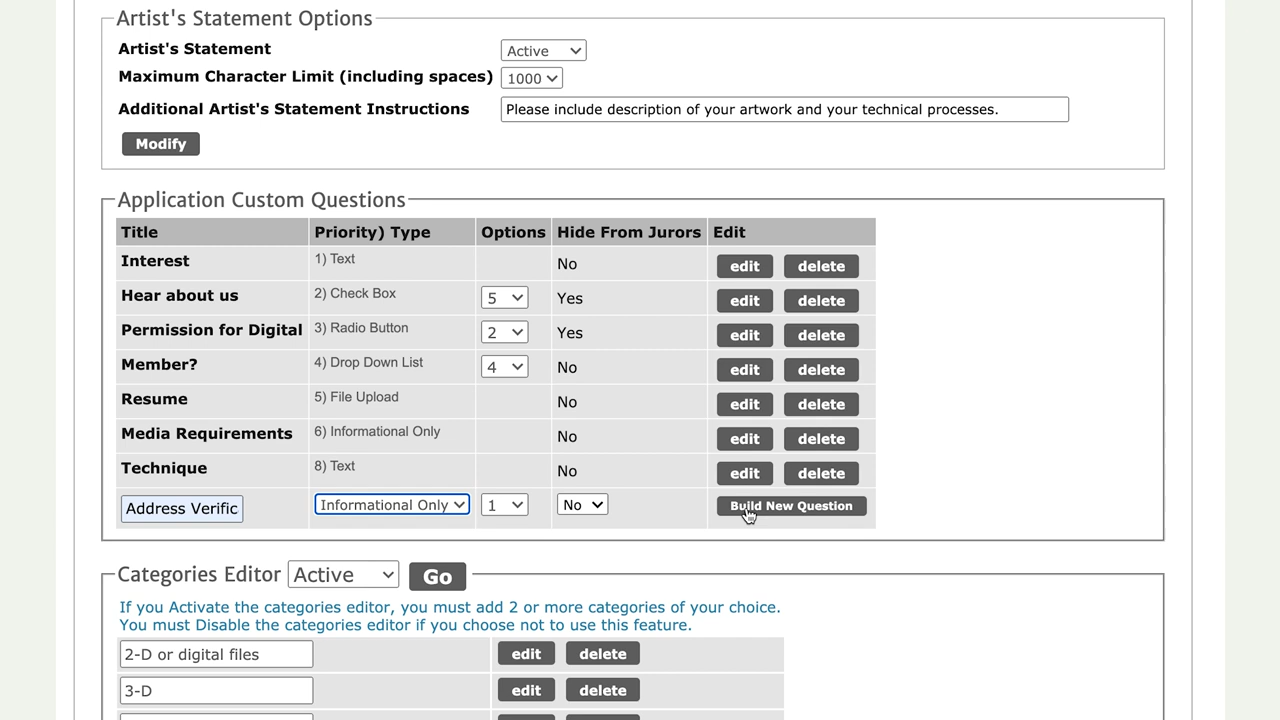 Artist's Statement Options
Artist's Statement Active
Maximum Character Limit (including spaces) 1000
Additional Artist's Statement Instructions Please include description of your artwork and your technical processes.
Modify
Application Custom Questions
Title Priority) Type Options Hide From Jurors Edit
Interest 1) Text No edit delete
Hear about us 2) Check Box 5 Yes edit delete
Permission for Digital 3) Radio Button 2 Yes edit delete
Member? 4) Drop Down List 4 No edit delete
Resume 5) File Upload No edit delete
Media Requirements 6) Informational Only No edit delete
Technique 8) Text No edit delete
Address Verific Informational Only 1 No Build New Question
Categories Editor Active Go
If you Activate the categories editor, you must add 2 or more categories of your choice.
You must Disable the categories editor if you choose not to use this feature.
2-D or digital files edit delete
3-D edit delete